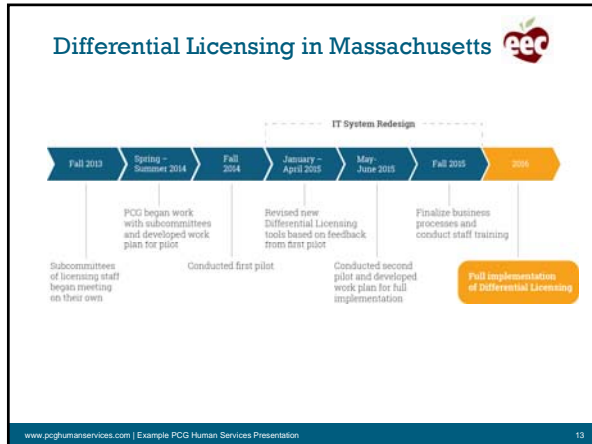 Differential Licensing in Massachusetts
eec
IT System Redesign
Fall 2013
Spring –
Summer 2014
Fall
2014
January –
April 2015
May-
June 2015
Fall 2015
2016
PCG began work
with subcommittees
and developed work
plan for pilot
Revised new
Differential Licensing
tools based on feedback
from first pilot
Finalize business
processes and
conduct staff training
Subcommittees
of licensing staff
began meeting
on their own
Conducted first pilot
Conducted second
pilot and developed
work plan for full
implementation
Full implementation
of Differential Licensing
www.pcghumanservices.com | Example PCG Human Services Presentation
13